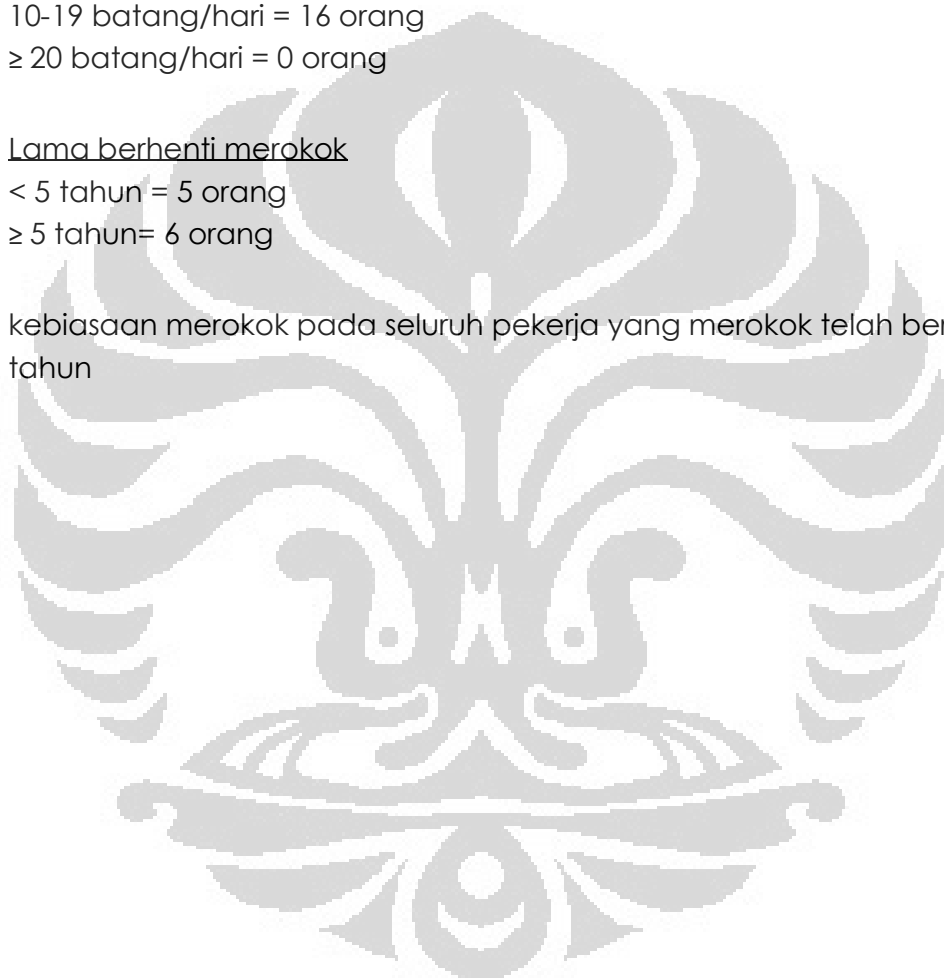 10-19 batang/hari = 16 orang
≥ 20 batang/hari = 0 orang
Lama berhenti merokok
< 5 tahun = 5 orang
≥ 5 tahun= 6 orang
kebiasaan merokok pada seluruh pekerja yang merokok telah
tahun